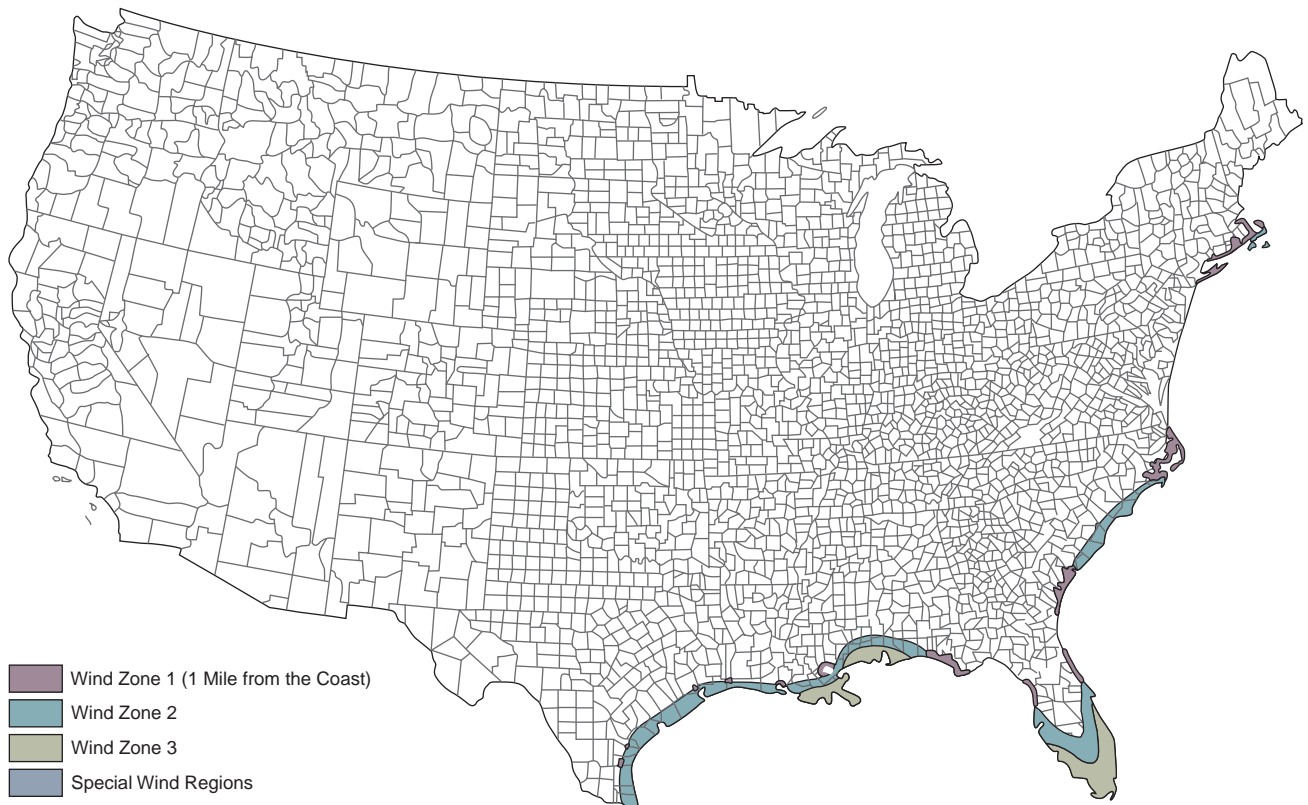 Wind Zone 1 (1 Mile from the Coast)
Wind Zone 2
Wind Zone 3
Special Wind Regions